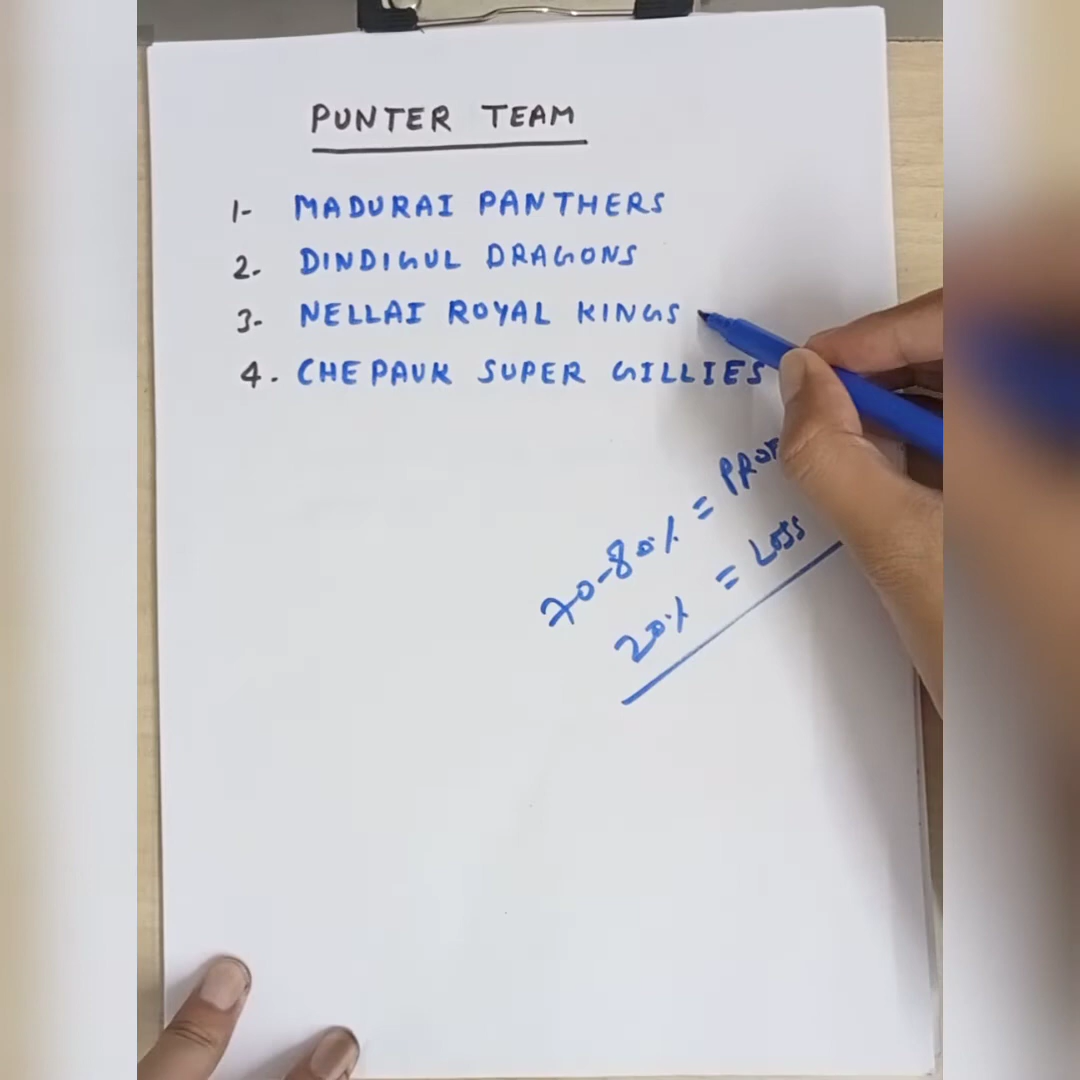 PUNTER TEAM
1- MADURAI PANTHERS
2. DINDIGUL DRAGONS
3- NELLAI ROYAL KINGS
4. CHEPAUK SUPER GILLIES
70-80% =
20% = LOSS